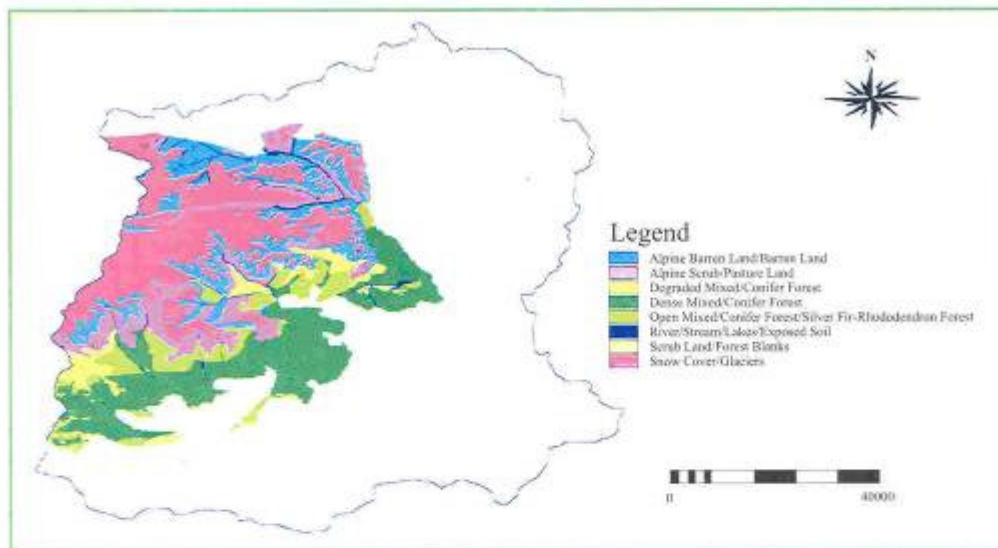 N
Legend
Alpine Barren Land/Barren Land
Alpine Scrub/Pasture Land
Degraded Mixed/Conifer Forest
Dense Mixed/Conifer Forest
Open Mixed/Conifer Forest/Silver Fir-Rhododendron Forest
River/Stream/Lakes/Exposed Soil
Scrub Land/Forest Blanks
Snow Cover/Glaciers
0 40000